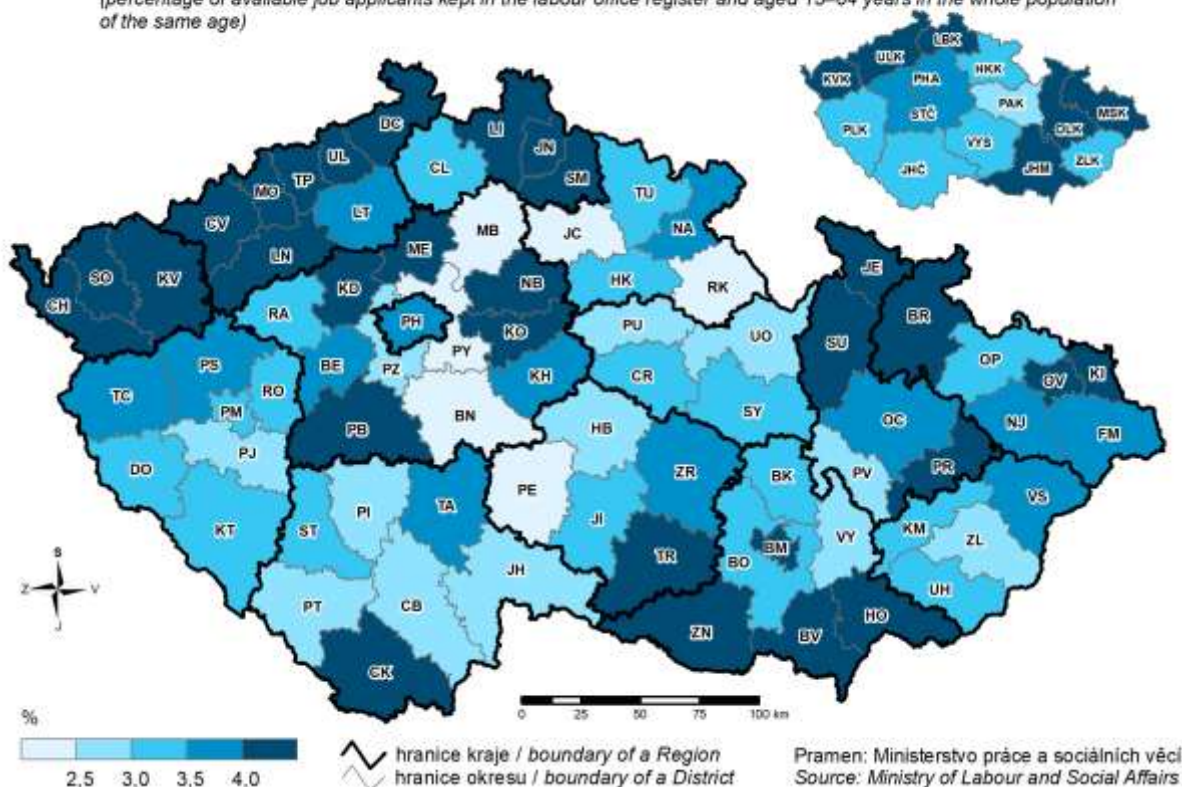 (percentage of available job applicants kept in the labour office register and aged 15–64 years in the whole population
of the same age)
LBK
ULK
KVK
HKK
PHA
PAK
STČ
MSK
PLK
OLK
VYS
ZLK
JHČ
JHM
DC
LI
JN
UL
CL
SM
TP
MO
TU
LT
CV
MB
JC
NA
LN
ME
SO
KV
JE
KD
NB
HK
RK
CH
RA
BR
PH
KO
PU
UO
SU
OP
PY
PS
BE
PZ
KH
CR
OV
KI
TC
RO
PM
SY
OC
NJ
BN
PB
HB
FM
PJ
DO
PV
PR
ZR
BK
PE
VS
PI
TA
KT
ST
JI
KM
VY
ZL
TR
BM
BO
JH
UH
PT
CB
HO
ZN
BV
CK
S
Z V
J
0 25 50 75 100 km
%
2,5 3,0 3,5 4,0
hranice kraje / boundary of a Region
hranice okresu / boundary of a District
Pramen: Ministerstvo práce a sociálních věcí
Source: Ministry of Labour and Social Affairs